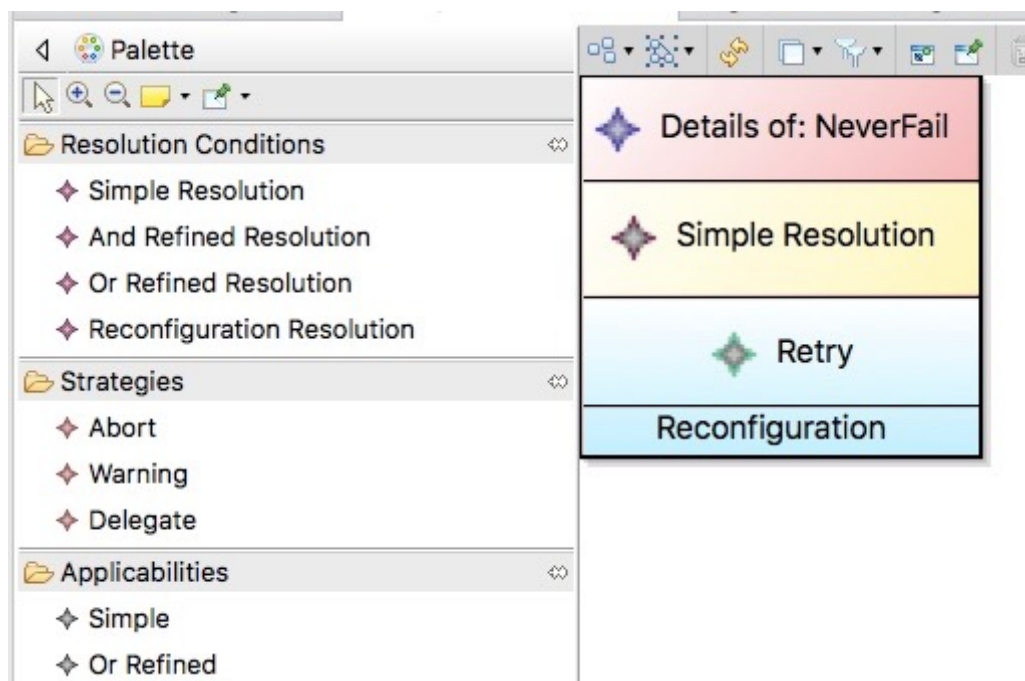 Palette
Resolution Conditions
Simple Resolution
And Refined Resolution
Or Refined Resolution
Reconfiguration Resolution
Strategies
Abort
Warning
Delegate
Applicabilities
Simple
Or Refined
Details of: NeverFail
Simple Resolution
Retry
Reconfiguration